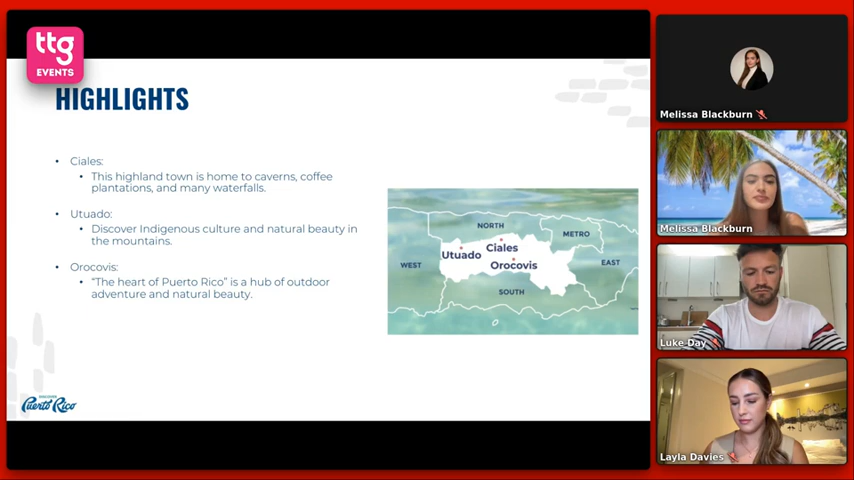 ttg
EVENTS
HIGHLIGHTS
• Ciales:
• This highland town is home to caverns, coffee
plantations, and many waterfalls.
• Utuado:
• Discover Indigenous culture and natural beauty in
the mountains.
• Orocovis:
• “The heart of Puerto Rico” is a hub of outdoor
adventure and natural beauty.
NORTH
METRO
Ciales
Utuado
Orocovis
WEST
EAST
SOUTH
DISCOVER
Puerto Rico
Melissa Blackburn
Melissa Blackburn
Luke Day
Layla Davies